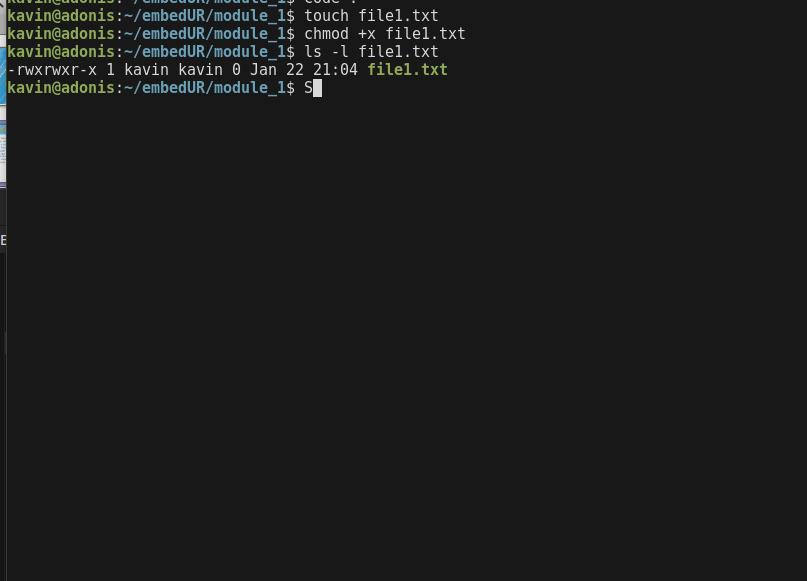 kavin@adonis:~/embedUR/module_1$ code .
kavin@adonis:~/embedUR/module_1$ touch file1.txt
kavin@adonis:~/embedUR/module_1$ chmod +x file1.txt
kavin@adonis:~/embedUR/module_1$ ls -l file1.txt
-rwxrwxr-x 1 kavin kavin 0 Jan 22 21:04 file1.txt
kavin@adonis:~/embedUR/module_1$ S
E